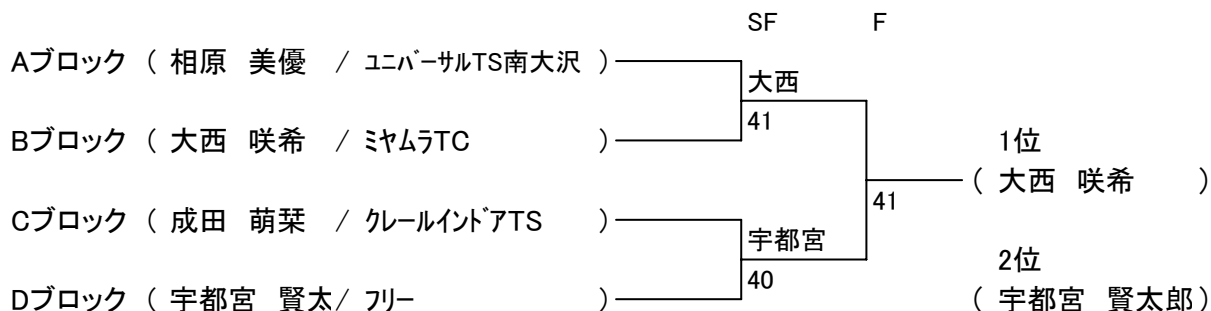 SF F
Aブロック ( 相原 美優 / ﾕﾆﾊﾞｰｻﾙTS南大沢 )
大西
41
Bブロック ( 大西 咲希 / ﾐﾔﾑﾗTC )
1位
( 大西 咲希 )
41
Cブロック ( 成田 萌栞 / ｸﾚｰﾙｲﾝﾄﾞｱTS )
宇都宮
40
2位
Dブロック ( 宇都宮 賢太/ ﾌﾘｰ )
( 宇都宮 賢太郎)